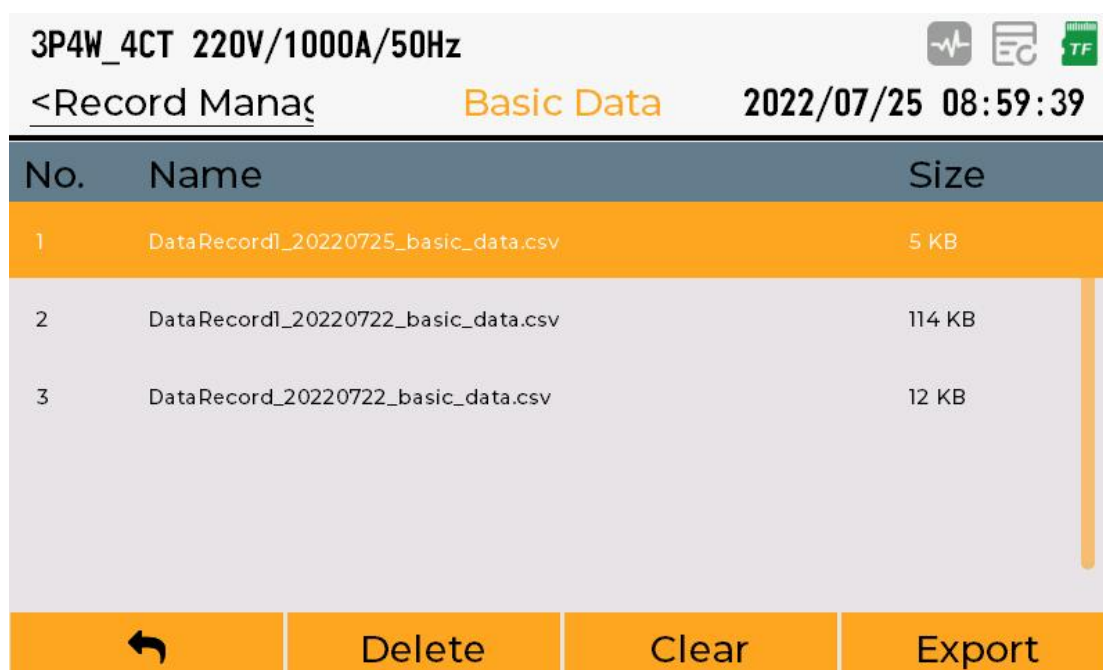 3P4W_4CT 220V/1000A/50Hz
TF
<Record Manag Basic Data 2022/07/25 08:59:39
No. Name Size
1 DataRecord1_20220725_basic_data.csv 5 KB
2 DataRecord1_20220722_basic_data.csv 114 KB
3 DataRecord_20220722_basic_data.csv 12 KB
Delete Clear Export